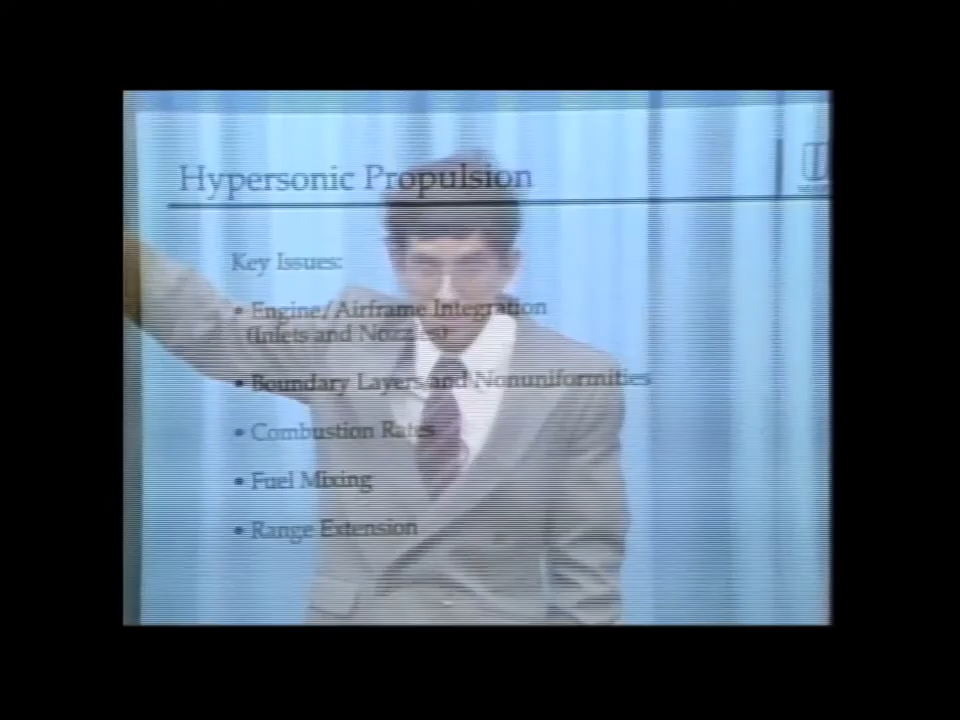 Hypersonic Propulsion
Key Issues:
• Engine/Airframe Integration
(Inlets and Nozzles)
• Boundary Layers and Nonuniformities
• Combustion Rates
• Fuel Mixing
• Range Extension